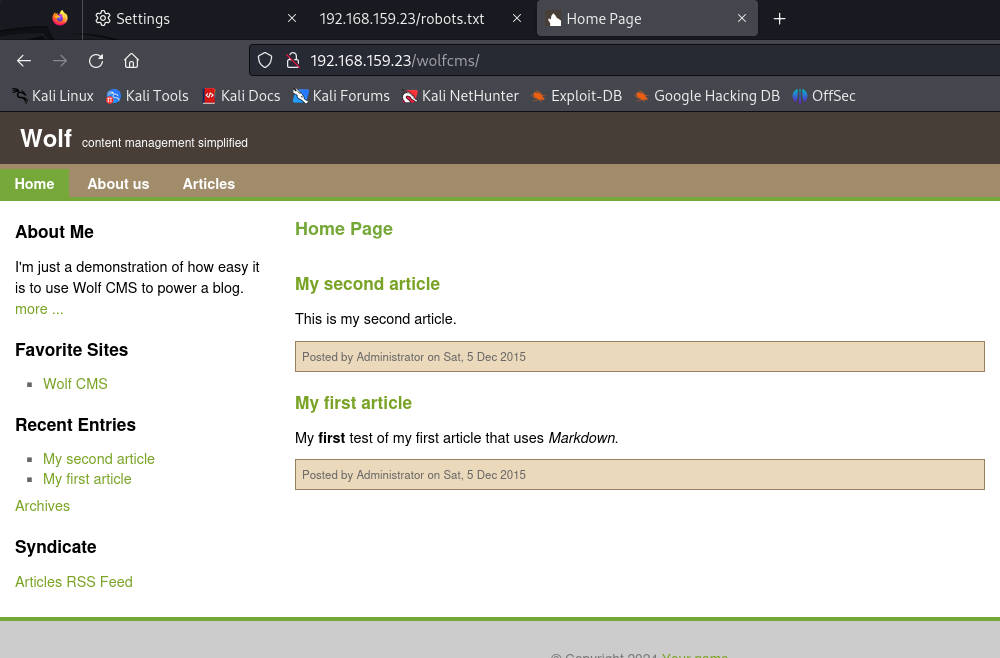 Settings
192.168.159.23/robots.txt
Home Page
192.168.159.23/wolfcms/
Kali Linux
Kali Tools
Kali Docs
Kali Forums
Kali NetHunter
Exploit-DB
Google Hacking DB
OffSec
Wolf content management simplified
Home
About us
Articles
About Me
I'm just a demonstration of how easy it
is to use Wolf CMS to power a blog.
more ...
Favorite Sites
Wolf CMS
Recent Entries
My second article
My first article
Archives
Syndicate
Articles RSS Feed
Home Page
My second article
This is my second article.
Posted by Administrator on Sat, 5 Dec 2015
My first article
My first test of my first article that uses Markdown.
Posted by Administrator on Sat, 5 Dec 2015
© Copyright 2024 Your name